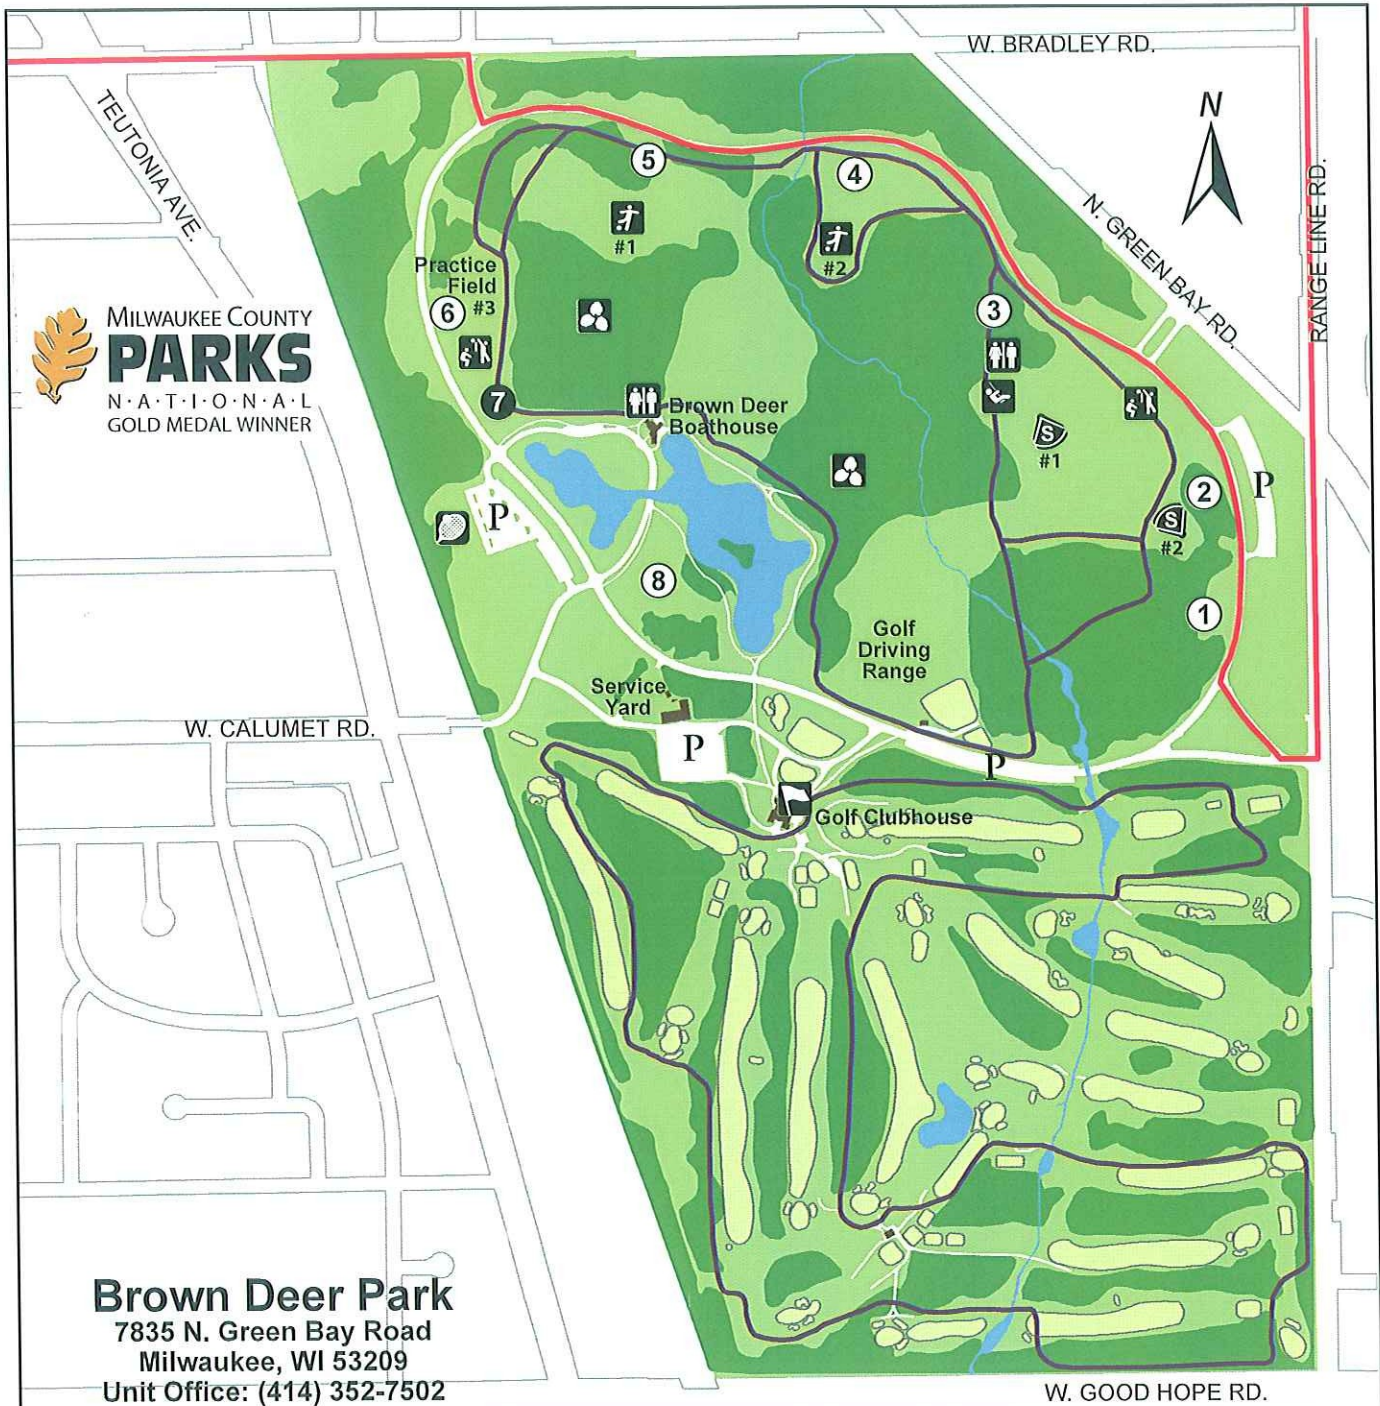 W. BRADLEY RD.
TEUTONIA AVE.
N
N. GREEN BAY RD.
RANGE LINE RD.
5
4
#1
#2
Practice
Field
#3
6
3
MILWAUKEE COUNTY
PARKS
N·A·T·I·O·N·A·L
GOLD MEDAL WINNER
7
Brown Deer
Boathouse
S
#1
2
P
S
#2
P
8
1
Golf
Driving
Range
Service
Yard
W. CALUMET RD.
P
P
Golf Clubhouse
Brown Deer Park
7835 N. Green Bay Road
Milwaukee, WI 53209
Unit Office: (414) 352-7502
W. GOOD HOPE RD.